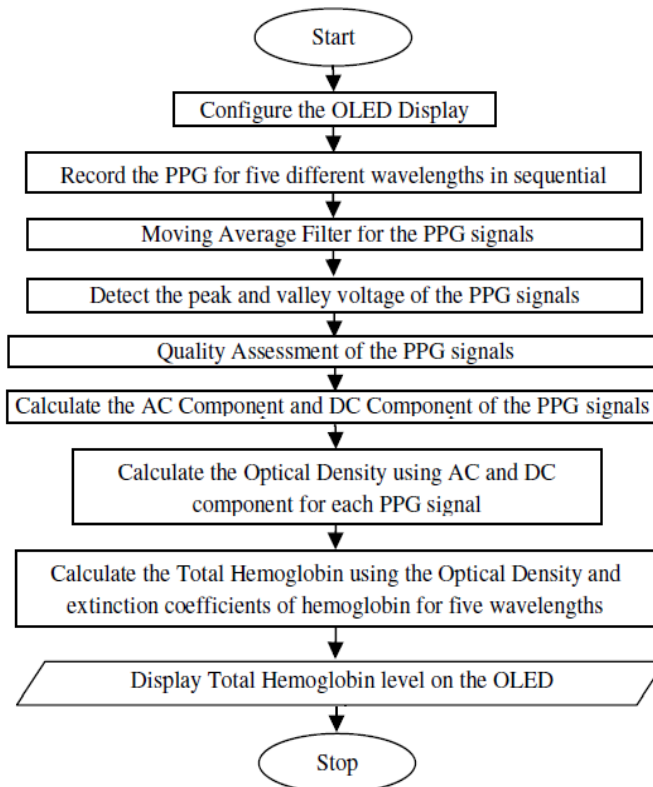 Start
Configure the OLED Display
Record the PPG for five different wavelengths in sequential
Moving Average Filter for the PPG signals
Detect the peak and valley voltage of the PPG signals
Quality Assessment of the PPG signals
Calculate the AC Component and DC Component of the PPG signals
Calculate the Optical Density using AC and DC
component for each PPG signal
Calculate the Total Hemoglobin using the Optical Density and
extinction coefficients of hemoglobin for five wavelengths
Display Total Hemoglobin level on the OLED
Stop